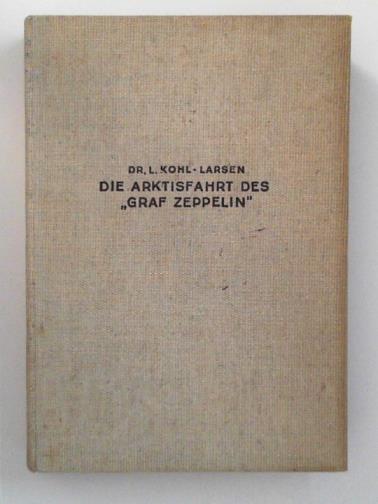 DR. L. KOHL-LARSEN
DIE ARKTISFAHRT DES
„GRAF ZEPPELIN"